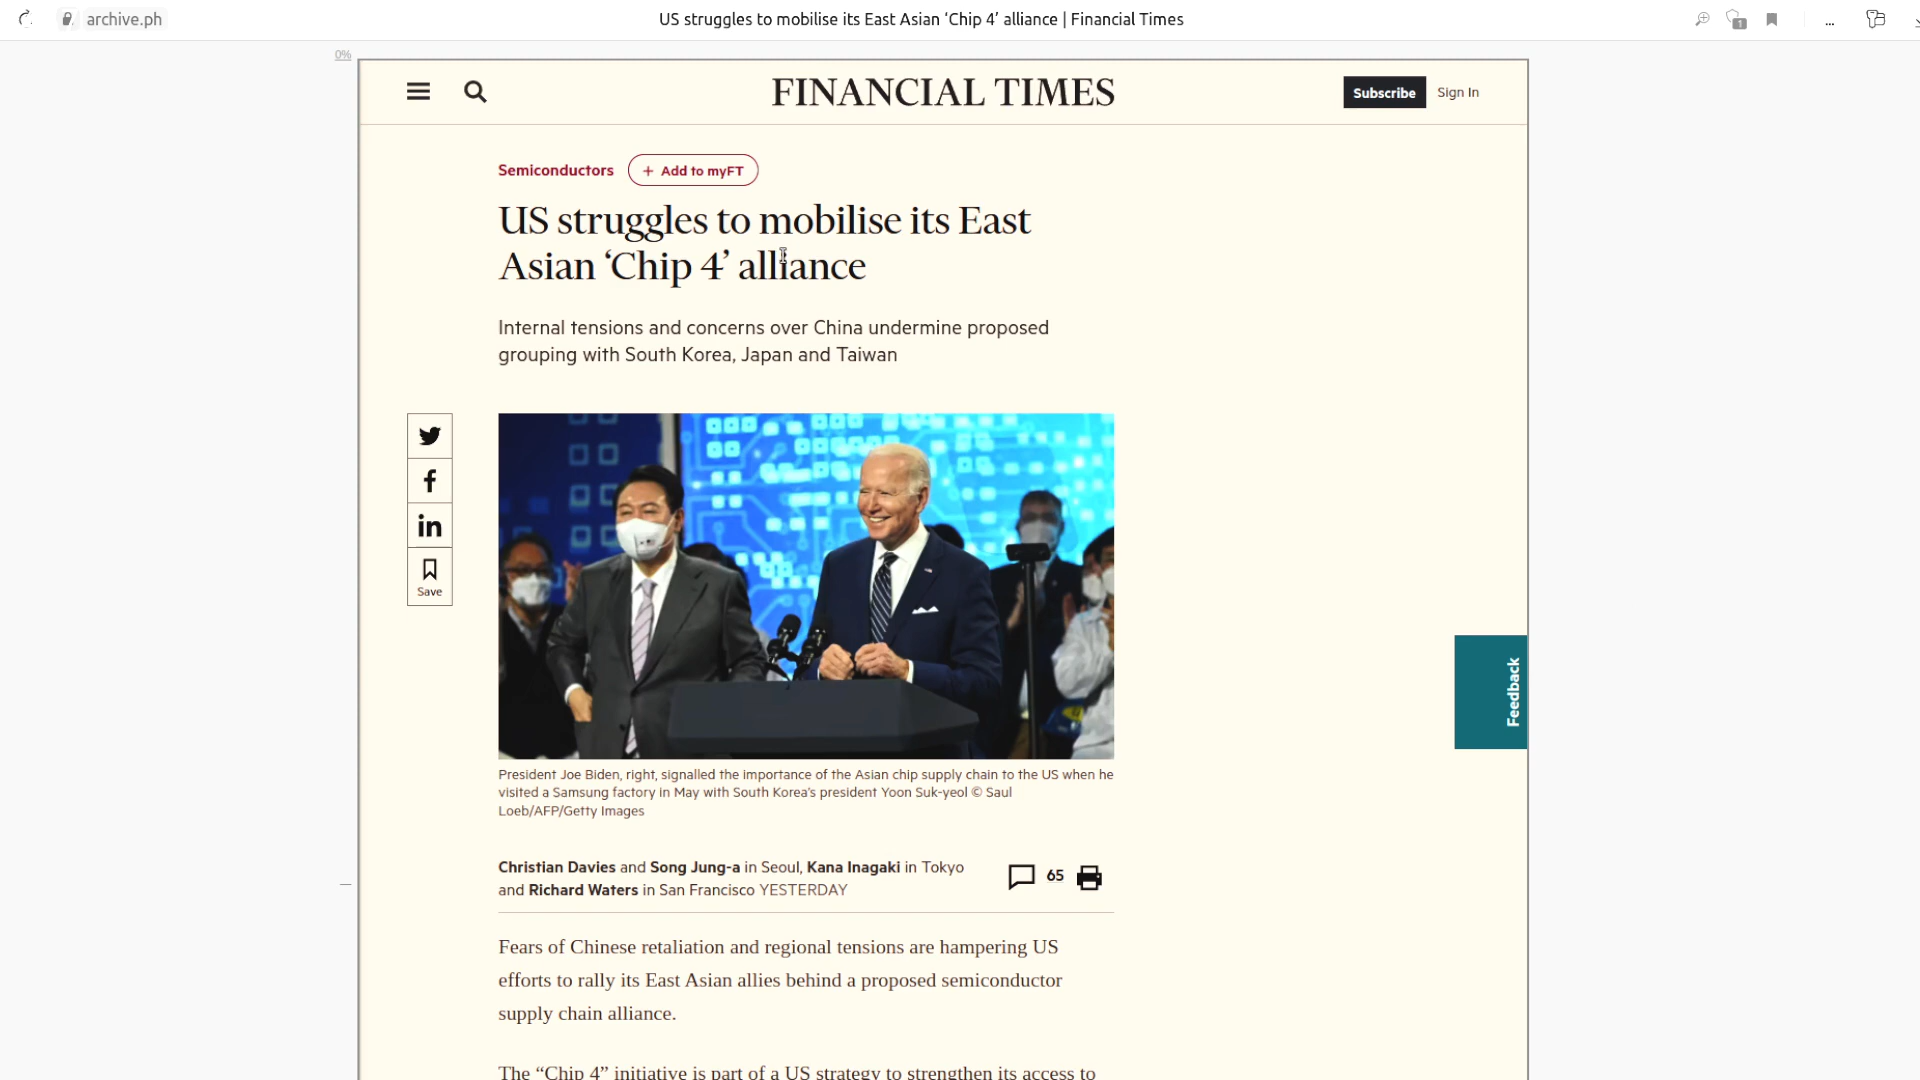 archive.ph
US struggles to mobilise its East Asian ‘Chip 4’ alliance | Financial Times
1
...
0%
FINANCIAL TIMES
Subscribe
Sign In
Semiconductors
+ Add to myFT
US struggles to mobilise its East
Asian ‘Chip 4’ alliance
Internal tensions and concerns over China undermine proposed
grouping with South Korea, Japan and Taiwan
Save
Feedback
President Joe Biden, right, signalled the importance of the Asian chip supply chain to the US when he
visited a Samsung factory in May with South Korea’s president Yoon Suk-yeol © Saul
Loeb/AFP/Getty Images
Christian Davies and Song Jung-a in Seoul, Kana Inagaki in Tokyo
and Richard Waters in San Francisco YESTERDAY
65
Fears of Chinese retaliation and regional tensions are hampering US
efforts to rally its East Asian allies behind a proposed semiconductor
supply chain alliance.
The “Chip 4” initiative is part of a US strategy to strengthen its access to